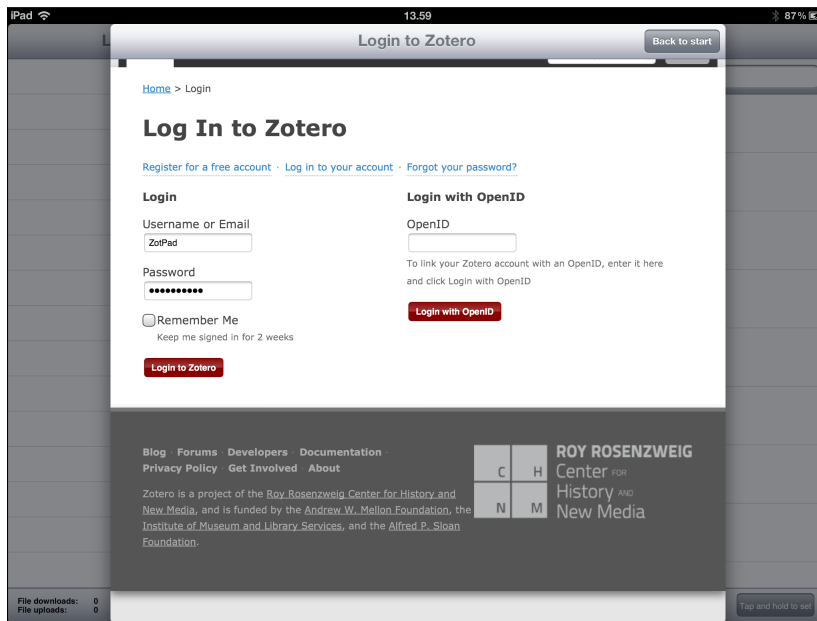 iPad 13.59 87%
L
Login to Zotero
Back to start
Home > Login
Log In to Zotero
Register for a free account · Log in to your account · Forgot your password?
Login
Username or Email
ZotPad
Password
••••••••••
Remember Me
Keep me signed in for 2 weeks
Login to Zotero
Login with OpenID
OpenID
To link your Zotero account with an OpenID, enter it here
and click Login with OpenID
Login with OpenID
Blog · Forums · Developers · Documentation ·
Privacy Policy · Get Involved · About
Zotero is a project of the Roy Rosenzweig Center for History and
New Media, and is funded by the Andrew W. Mellon Foundation, the
Institute of Museum and Library Services, and the Alfred P. Sloan
Foundation.
C H
N M
ROY ROSENZWEIG
Center FOR
History AND
New Media
File downloads: 0
File uploads: 0
Tap and hold to set